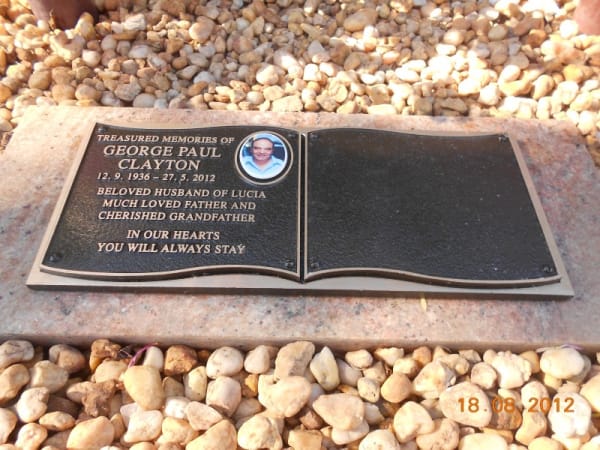 TREASURED MEMORIES OF
GEORGE PAUL
CLAYTON
12. 9. 1936 – 27. 5. 2012
BELOVED HUSBAND OF LUCIA
MUCH LOVED FATHER AND
CHERISHED GRANDFATHER
IN OUR HEARTS
YOU WILL ALWAYS STAY
18.08.2012